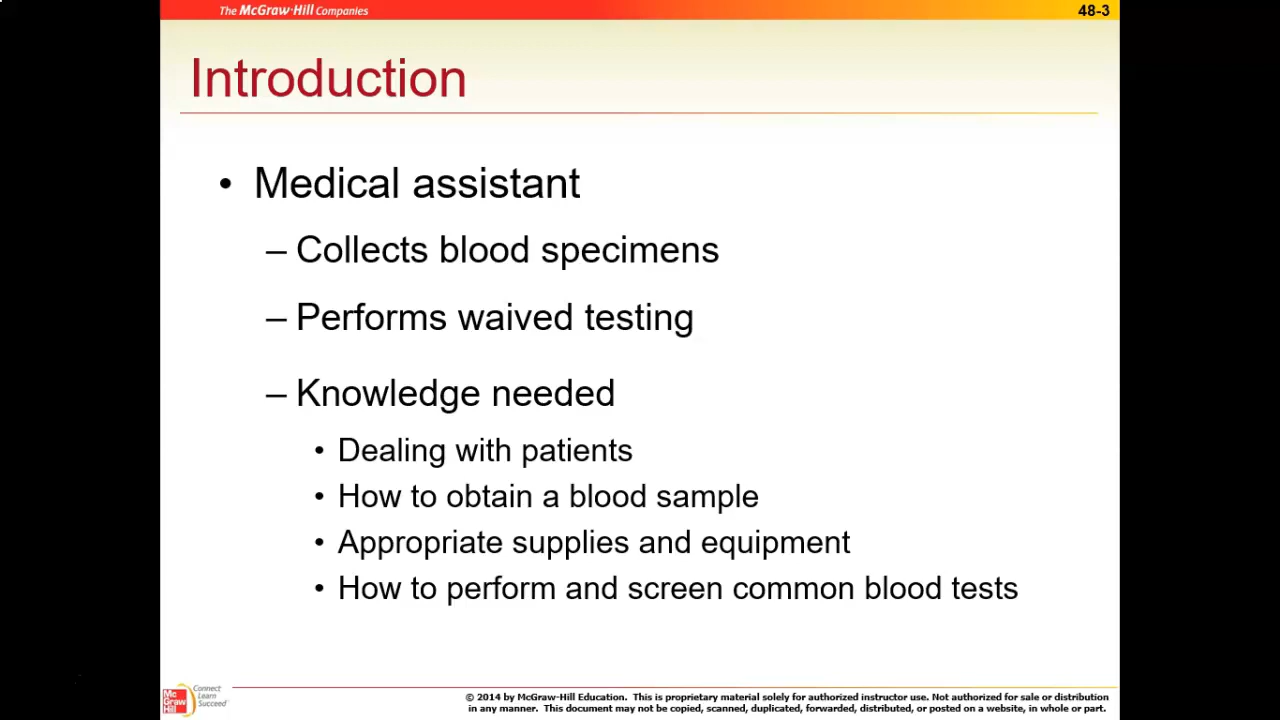 The McGraw-Hill Companies
48-3
Introduction
• Medical assistant
– Collects blood specimens
– Performs waived testing
– Knowledge needed
• Dealing with patients
• How to obtain a blood sample
• Appropriate supplies and equipment
• How to perform and screen common blood tests
Mc
Graw
Hill
Connect
Learn
Succeed
© 2014 by McGraw-Hill Education. This is proprietary material solely for authorized instructor use. Not authorized for sale or distribution
in any manner. This document may not be copied, scanned, duplicated, forwarded, distributed, or posted on a website, in whole or part.